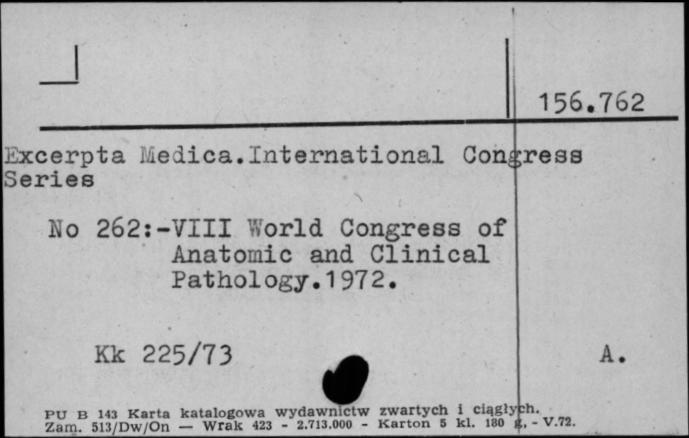 156.762
Excerpta Medica.International Congress
Series
No 262:-VIII World Congress of
Anatomic and Clinical
Pathology.1972.
Kk 225/73 A.
PU B 143 Karta katalogowa wydawnictw zwartych i ciągłych.
Zam. 513/Dw/On — Wrak 423 - 2.713.000 - Karton 5 kl. 180 g, - V.72.